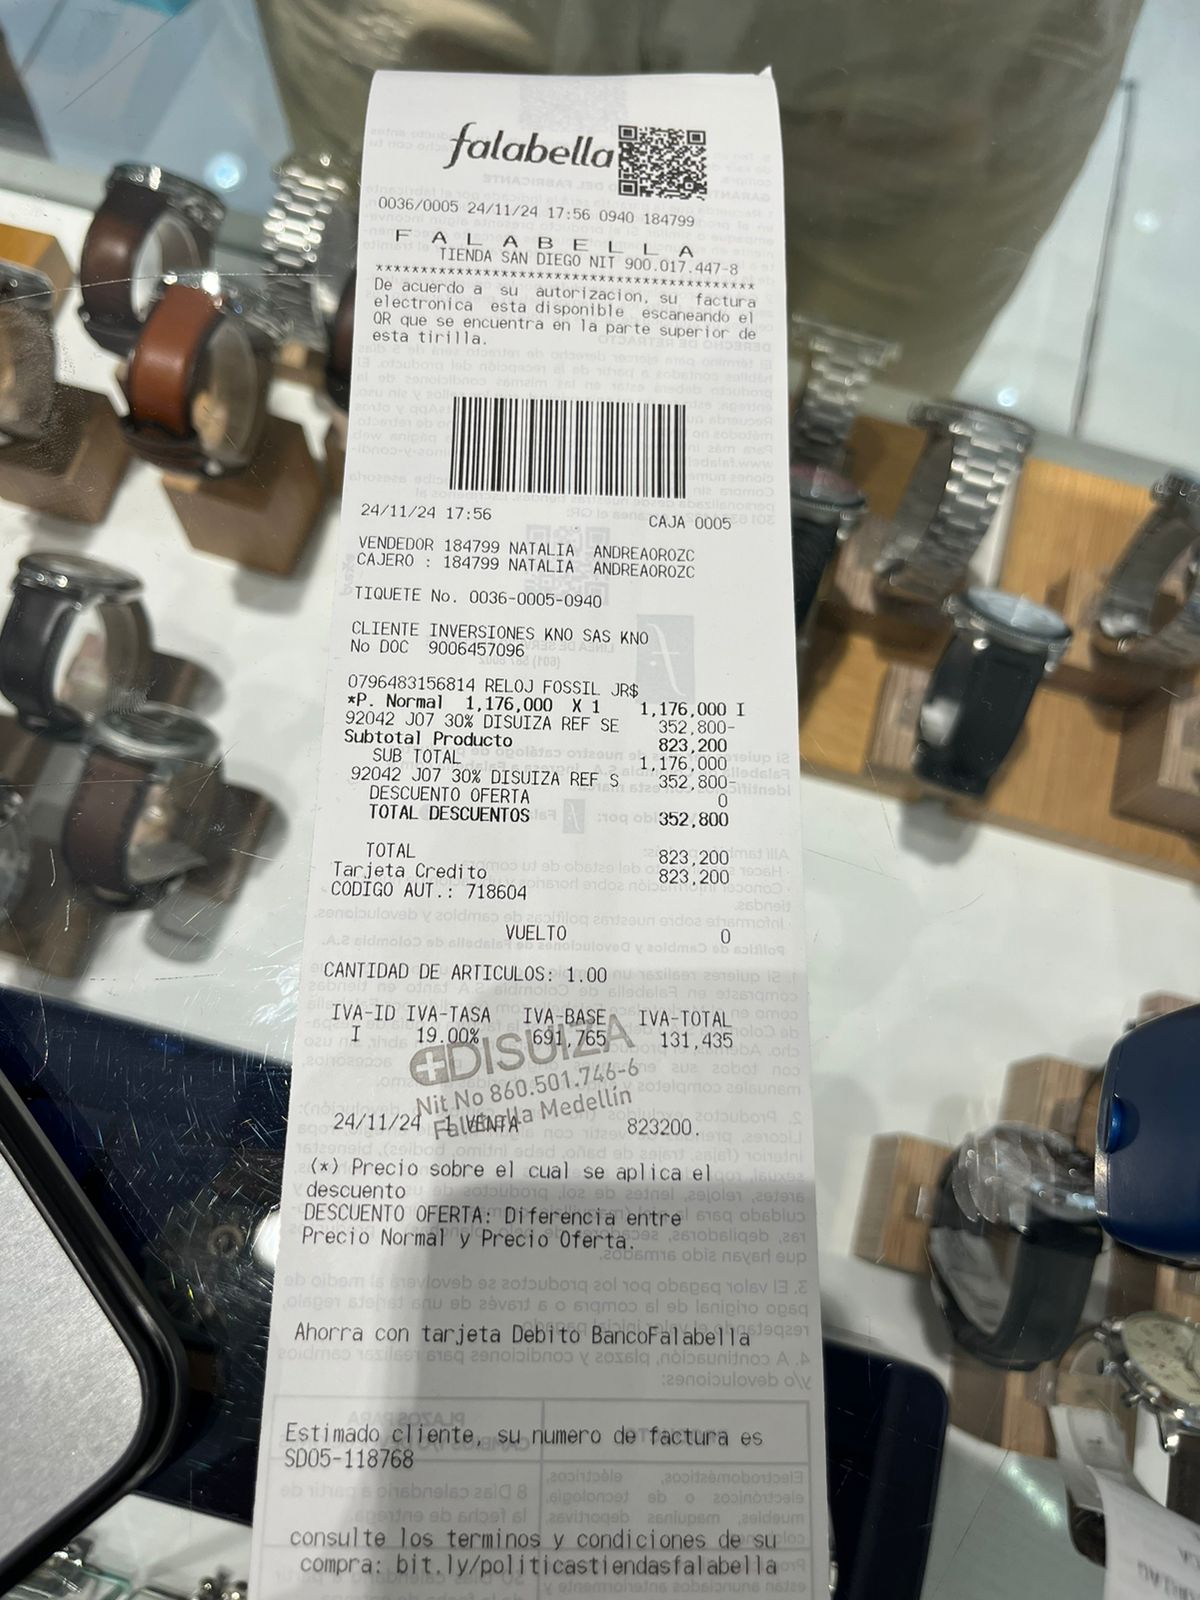 falabella
0036/0005 24/11/24 17:56 0940 184799
F A L A B E L L A
TIENDA SAN DIEGO NIT 900.017.447-8
******************************************
De acuerdo a su autorizacion, su factura
electronica esta disponible escaneando el
QR que se encuentra en la parte superior de
esta tirilla.
24/11/24 17:56 CAJA 0005
VENDEDOR 184799 NATALIA ANDREAOROZC
CAJERO : 184799 NATALIA ANDREAOROZC
TIQUETE No. 0036-0005-0940
CLIENTE INVERSIONES KNO SAS KNO
No DOC 9006457096
0796483156814 RELOJ FOSSIL JR$
*P. Normal 1,176,000 X 1 1,176,000 I
92042 J07 30% DISUIZA REF SE 352,800-
Subtotal Producto 823,200
SUB TOTAL 1,176,000
92042 J07 30% DISUIZA REF S 352,800-
DESCUENTO OFERTA 0
TOTAL DESCUENTOS 352,800
TOTAL 823,200
Tarjeta Credito 823,200
CODIGO AUT.: 718604
VUELTO 0
CANTIDAD DE ARTICULOS: 1.00
IVA-ID IVA-TASA IVA-BASE IVA-TOTAL
I 19.00% 691,765 131,435
DISUIZA
Nit No 860.501.746-6
Falabella Medellín
24/11/24 1 VENTA 823200.
(*) Precio sobre el cual se aplica el
descuento
DESCUENTO OFERTA: Diferencia entre
Precio Normal y Precio Oferta.
Ahorra con tarjeta Debito BancoFalabella
Estimado cliente, su numero de factura es
SD05-118768
consulte los terminos y condiciones de su
compra: bit.ly/politicastiendasfalabella